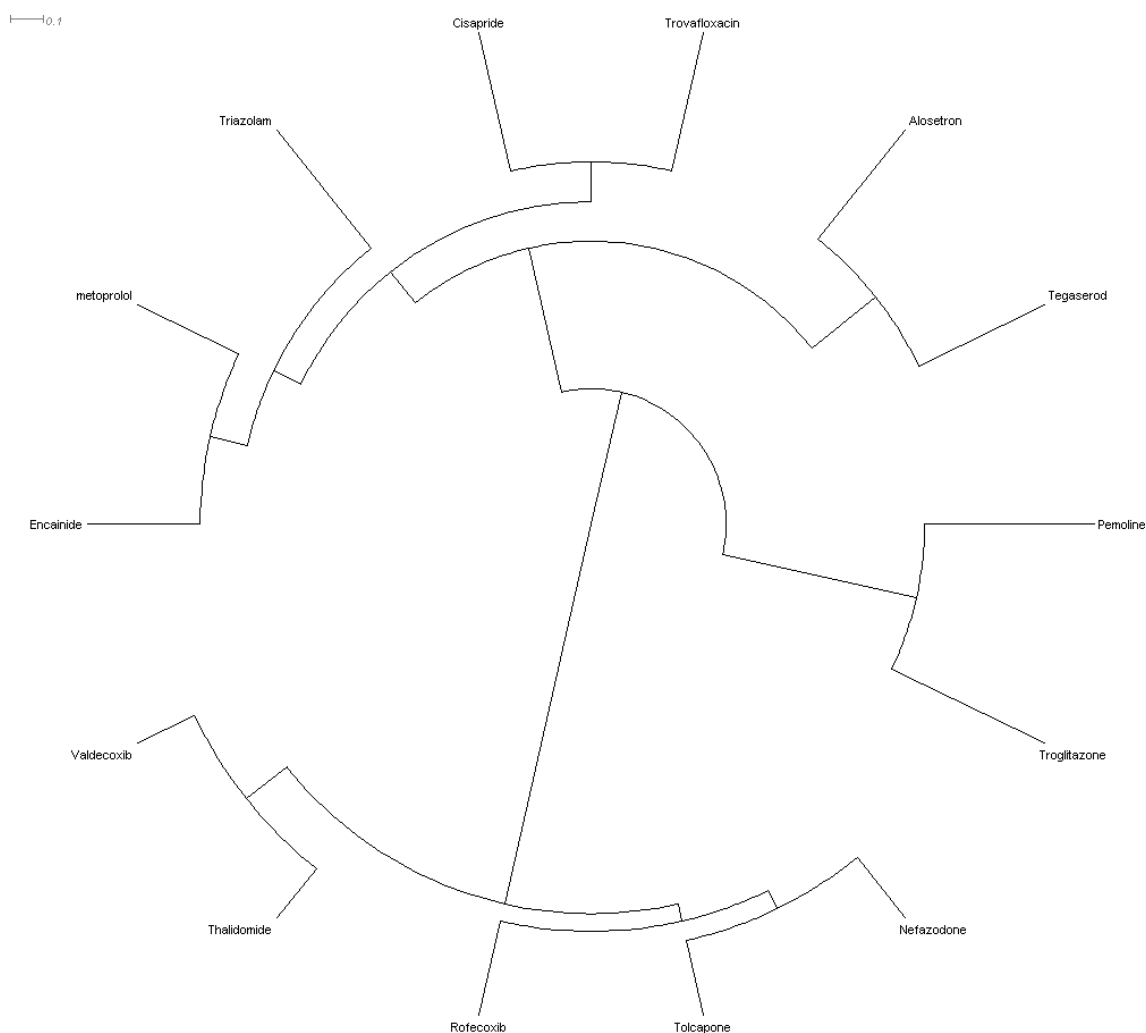 0.1
Cisapride
Trovafloxacin
Triazolam
Alosetron
metoprolol
Tegaserod
Encainide
Pemoline
Valdecoxib
Troglitazone
Thalidomide
Nefazodone
Rofecoxib
Tolcapone